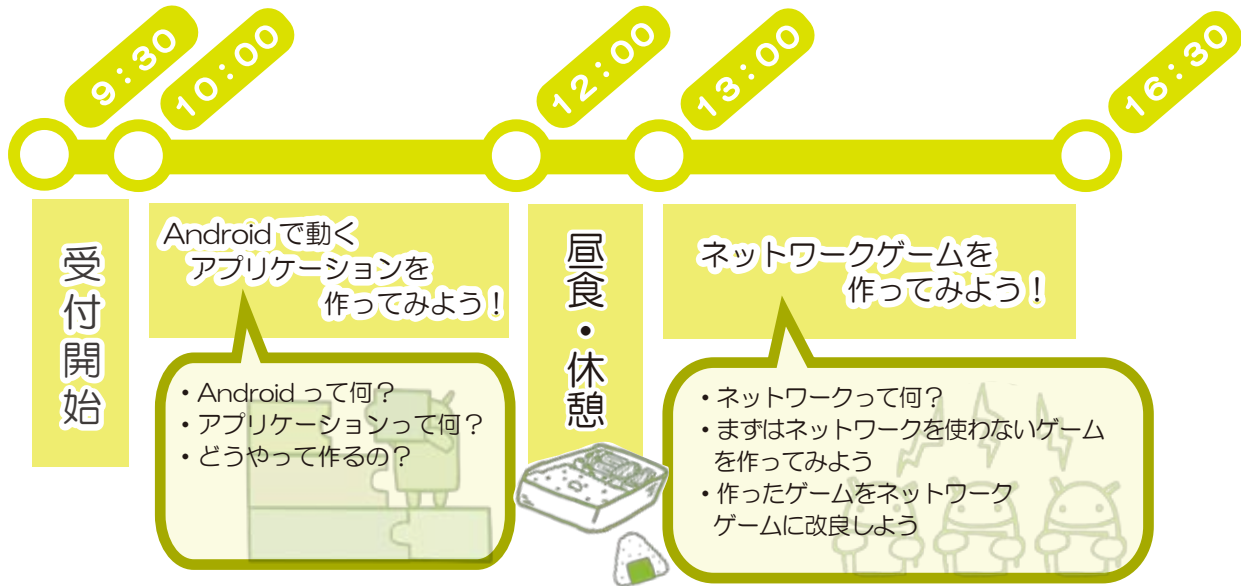 9:30
10:00
12:00
13:00
16:30
受付開始
Androidで動く
アプリケーションを
作ってみよう!
・Androidって何?
・アプリケーションって何?
・どうやって作るの?
昼食・休憩
ネットワークゲームを
作ってみよう!
・ネットワークって何?
・まずはネットワークを使わないゲーム
を作ってみよう
・作ったゲームをネットワーク
ゲームに改良しよう